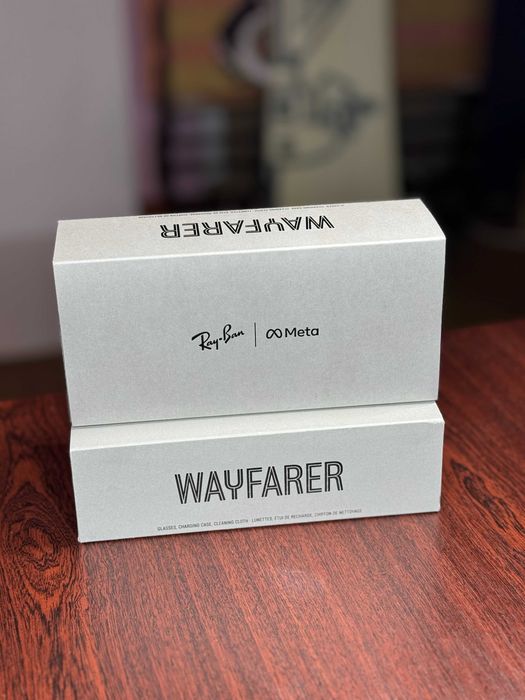 WAYFARER
Ray-Ban | ∞ Meta
WAYFARER
GLASSES, CHARGING CASE, CLEANING CLOTH · LUNETTES, ÉTUI DE RECHARGE, CHIFFON DE NETTOYAGE